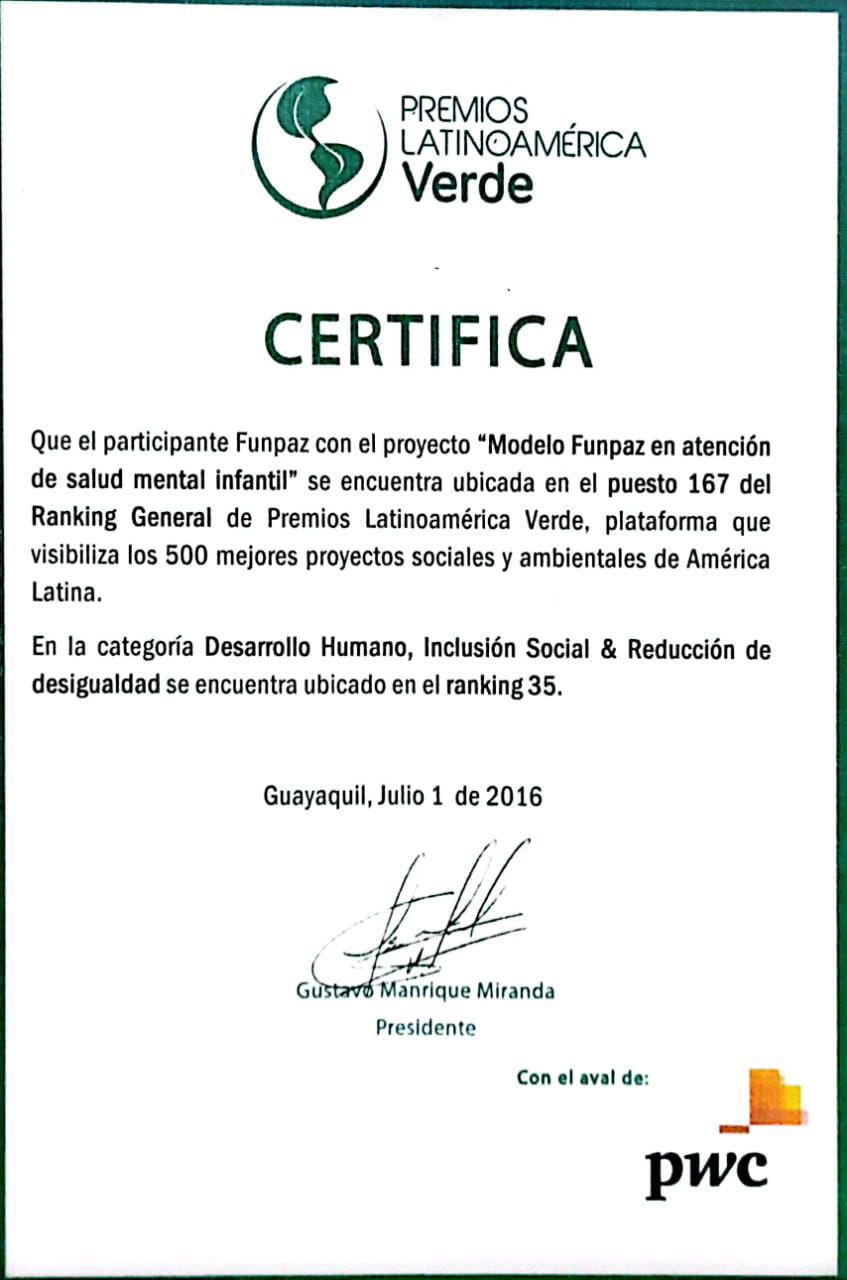 PREMIOS
LATINOAMÉRICA
Verde
CERTIFICA
Que el participante Funpaz con el proyecto “Modelo Funpaz en atención
de salud mental infantil” se encuentra ubicada en el puesto 167 del
Ranking General de Premios Latinoamérica Verde, plataforma que
visibiliza los 500 mejores proyectos sociales y ambientales de América
Latina.
En la categoría Desarrollo Humano, Inclusión Social & Reducción de
desigualdad se encuentra ubicado en el ranking 35.
Guayaquil, Julio 1 de 2016
Gustavo Manrique Miranda
Presidente
Con el aval de:
pwc